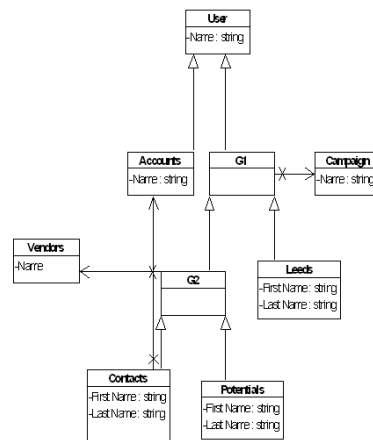 User
-Name : string
Accounts
-Name : string
G1
Campaign
-Name : string
Vendors
-Name
G2
Leeds
-First Name : string
-Last Name : string
Contacts
-First Name : string
-Last Name : string
Potentials
-First Name : string
-Last Name : string